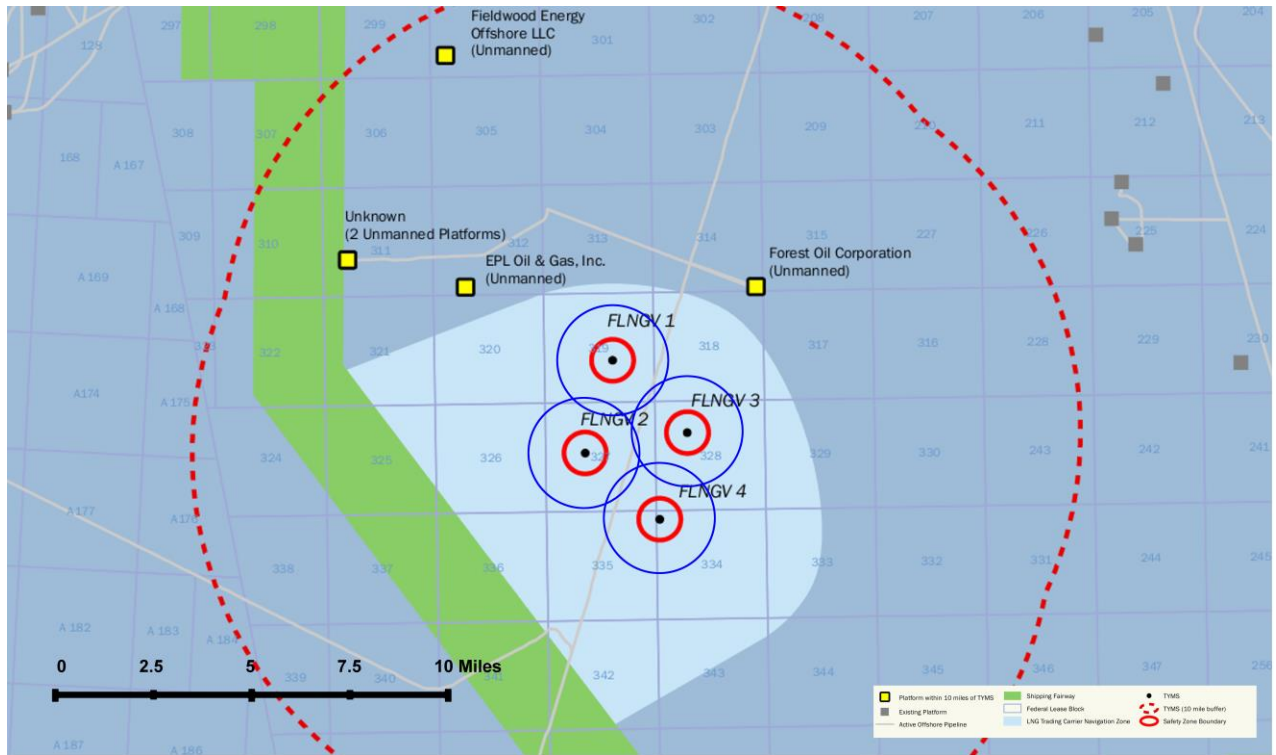 297
298
299
Fieldwood Energy
Offshore LLC
(Unmanned)
301
302
208
207
206
205
204
128
308
307
306
305
304
303
209
210
211
212
213
168
A 167
309
310
Unknown
(2 Unmanned Platforms)
311
312
313
314
315
227
226
225
224
EPL Oil & Gas, Inc.
(Unmanned)
Forest Oil Corporation
(Unmanned)
A 169
A 168
323
322
321
320
319
FLNGV 1
318
317
316
228
229
230
A174
A 175
FLNGV 2
FLNGV 3
324
325
326
327
328
329
330
243
242
241
FLNGV 4
A 177
A 176
338
337
336
335
334
333
332
331
244
245
A 182
A 183
A 184
339
340
341
342
343
344
345
346
347
256
0
2.5
5
7.5
10 Miles
A 187
A 186
Platform within 10 miles of TYMS
Existing Platform
Active Offshore Pipeline
Shipping Fairway
Federal Lease Block
LNG Trading Carrier Navigation Zone
TYMS
TYMS (10 mile buffer)
Safety Zone Boundary